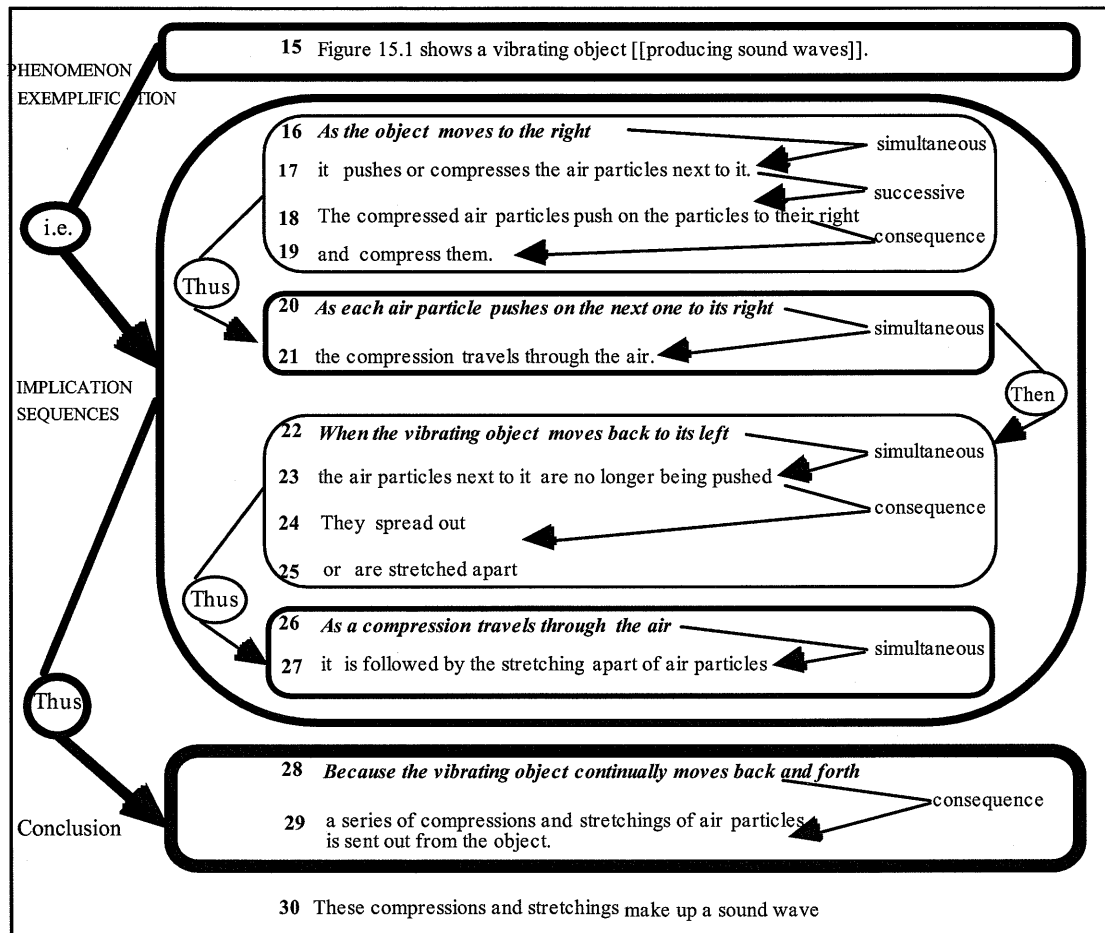 15 Figure 15.1 shows a vibrating object [[producing sound waves]].
PHENOMENON
EXEMPLIFICATION
16 As the object moves to the right
simultaneous
17 it pushes or compresses the air particles next to it.
successive
18 The compressed air particles push on the particles to their right
i.e.
consequence
19 and compress them.
Thus
20 As each air particle pushes on the next one to its right
simultaneous
21 the compression travels through the air.
IMPLICATION
SEQUENCES
Then
22 When the vibrating object moves back to its left
simultaneous
23 the air particles next to it are no longer being pushed
consequence
24 They spread out
25 or are stretched apart
Thus
26 As a compression travels through the air
simultaneous
27 it is followed by the stretching apart of air particles
Thus
28 Because the vibrating object continually moves back and forth
consequence
Conclusion
29 a series of compressions and stretchings of air particles
is sent out from the object.
30 These compressions and stretchings make up a sound wave